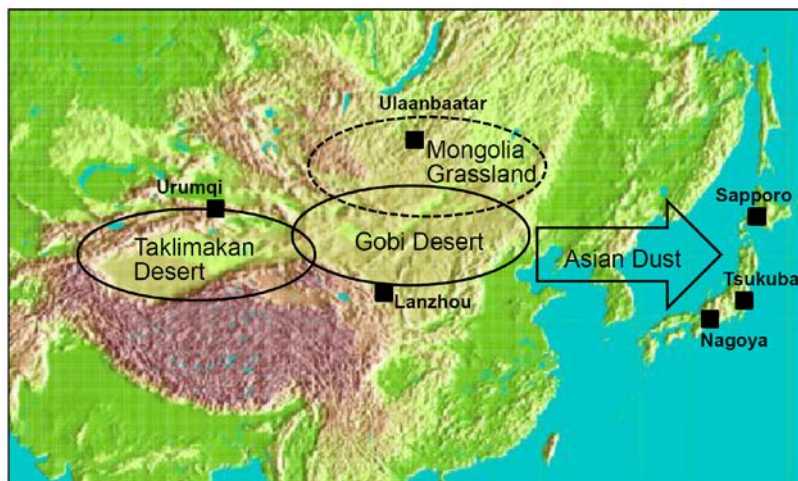 Ulaanbaatar
Mongolia
Grassland
Urumqi
Sapporo
Taklimakan
Desert
Gobi Desert
Asian Dust
Tsukuba
Lanzhou
Nagoya